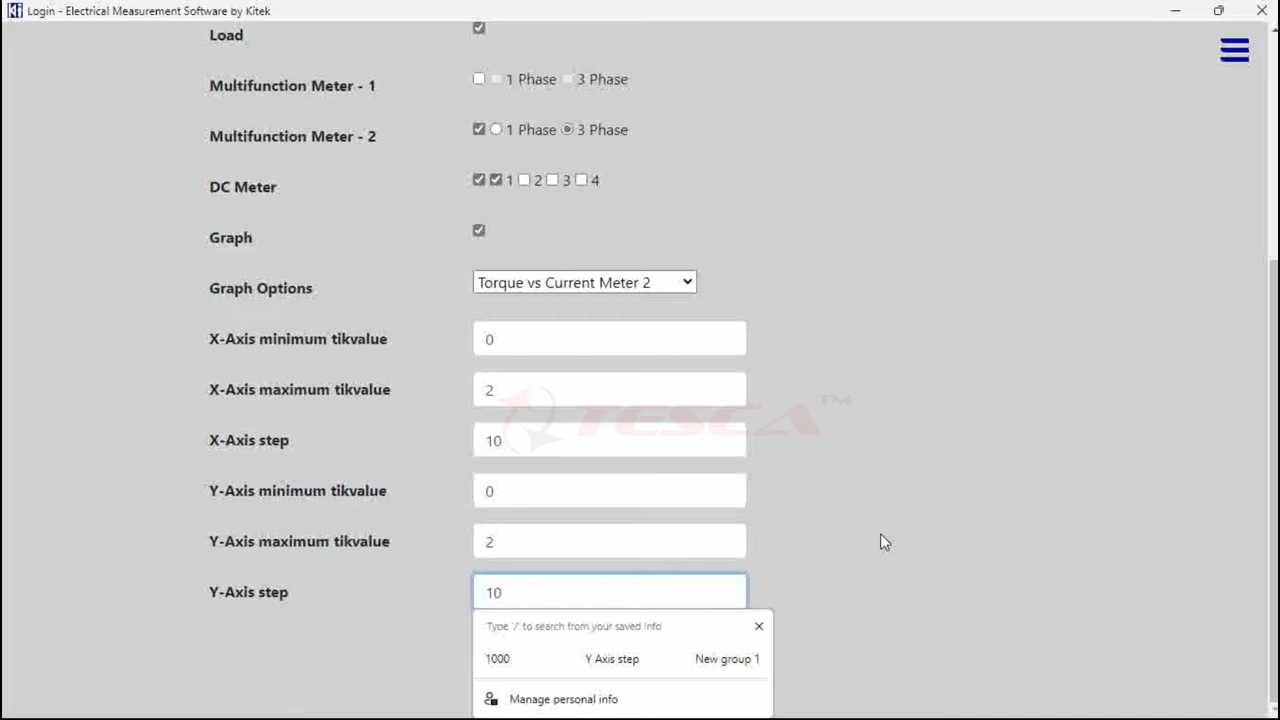 Login - Electrical Measurement Software by Kitek
Load
Multifunction Meter - 1 1 Phase 3 Phase
Multifunction Meter - 2 1 Phase 3 Phase
DC Meter 1 2 3 4
Graph
Graph Options Torque vs Current Meter 2
X-Axis minimum tikvalue 0
X-Axis maximum tikvalue 2
TESCA™
X-Axis step 10
Y-Axis minimum tikvalue 0
Y-Axis maximum tikvalue 2
Y-Axis step 10
Type '/' to search from your saved info
1000 Y Axis step New group 1
Manage personal info